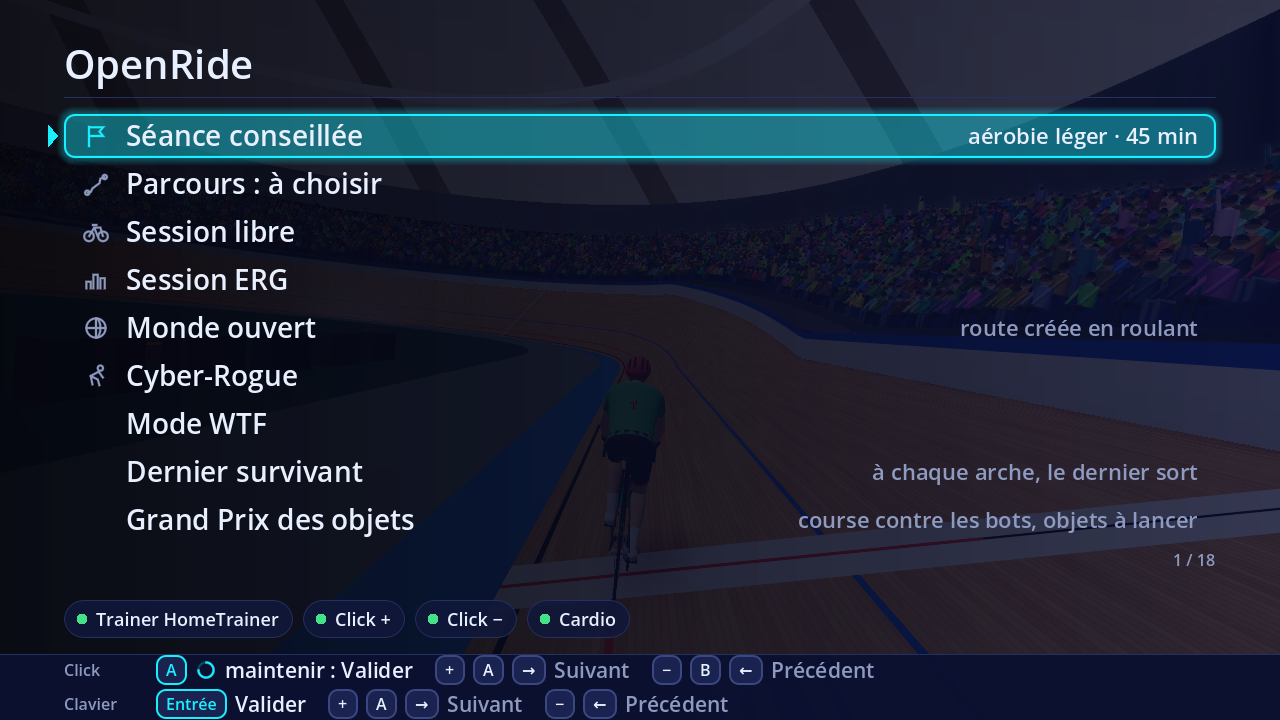 OpenRide
Séance conseillée aérobie léger · 45 min
Parcours : à choisir
Session libre
Session ERG
Monde ouvert route créée en roulant
Cyber-Rogue
Mode WTF
Dernier survivant à chaque arche, le dernier sort
Grand Prix des objets course contre les bots, objets à lancer
1 / 18
Trainer HomeTrainer Click + Click − Cardio
Click A maintenir : Valider + A → Suivant − B ← Précédent
Clavier Entrée Valider + A → Suivant − ← Précédent